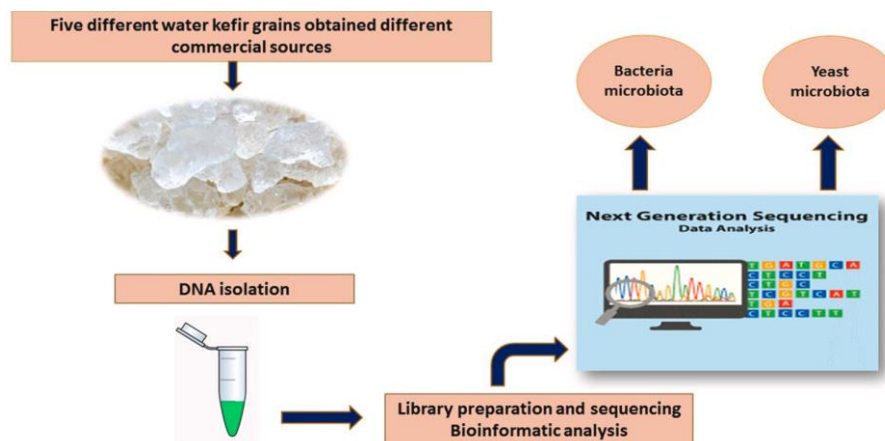 Five different water kefir grains obtained different
commercial sources
Bacteria
microbiota
Yeast
microbiota
Next Generation Sequencing
Data Analysis
T G A T G C A
C T C C T
C T G C
T C G T C A T
T G A
C T C C T T
DNA isolation
Library preparation and sequencing
Bioinformatic analysis